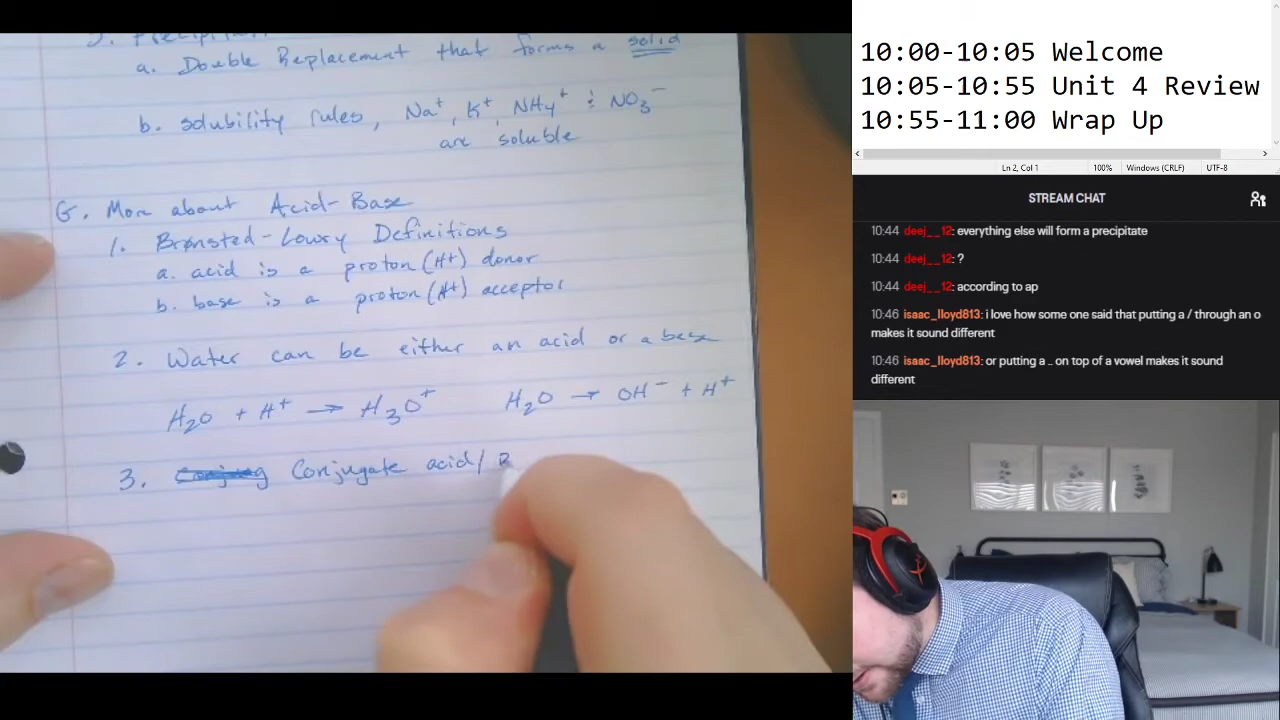 a. Double Replacement that forms a solid
b. solubility rules, Na+, K+, NH4+ & NO3-
are soluble
G. More about Acid-Base
1. Brønsted-Lowry Definitions
a. acid is a proton (H+) donor
b. base is a proton (H+) acceptor
2. Water can be either an acid or a base
H2O + H+ → H3O+ H2O → OH- + H+
3. Conjugate acid/ B
10:00-10:05 Welcome
10:05-10:55 Unit 4 Review
10:55-11:00 Wrap Up
Ln 2, Col 1 100% Windows (CRLF) UTF-8
STREAM CHAT
10:44 deej__12: everything else will form a precipitate
10:44 deej__12: ?
10:44 deej__12: according to ap
10:46 isaac_lloyd813: i love how some one said that putting a / through an o
makes it sound different
10:46 isaac_lloyd813: or putting a .. on top of a vowel makes it sound
different